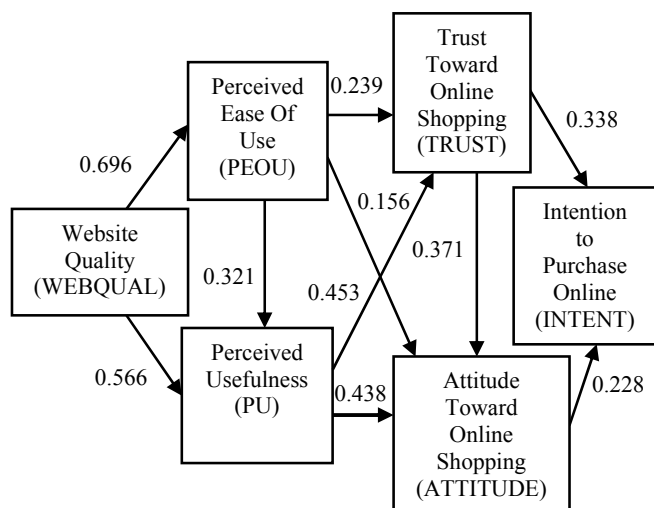 Trust
Toward
Online
Shopping
(TRUST)
Perceived
Ease Of
Use
(PEOU)
0.239
0.338
0.696
0.156
Website
Quality
(WEBQUAL)
Intention
to
Purchase
Online
(INTENT)
0.371
0.321
0.453
0.566
Perceived
Usefulness
(PU)
0.438
Attitude
Toward
Online
Shopping
(ATTITUDE)
0.228